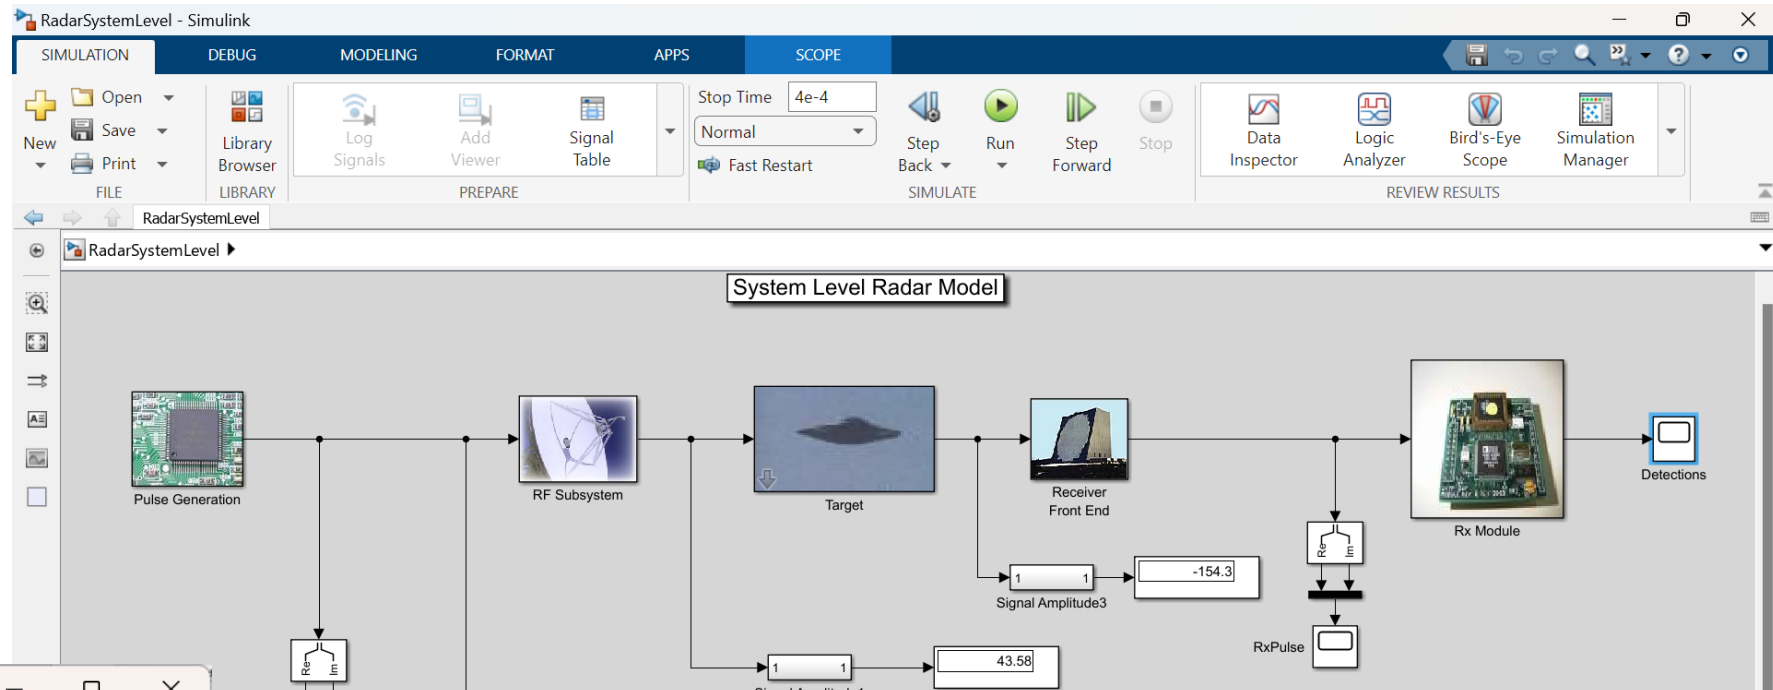 RadarSystemLevel - Simulink
SIMULATION DEBUG MODELING FORMAT APPS SCOPE
New
Open
Save
Print
FILE
Library Browser
LIBRARY
Log Signals
Add Viewer
Signal Table
PREPARE
Stop Time 4e-4
Normal
Fast Restart
Step Back
Run
Step Forward
Stop
SIMULATE
Data Inspector
Logic Analyzer
Bird's-Eye Scope
Simulation Manager
REVIEW RESULTS
RadarSystemLevel
RadarSystemLevel
System Level Radar Model
Pulse Generation
RF Subsystem
Target
Receiver
Front End
Rx Module
Detections
Re Im
1 1
-154.3
Signal Amplitude3
RxPulse
Re Im
1 1
43.58